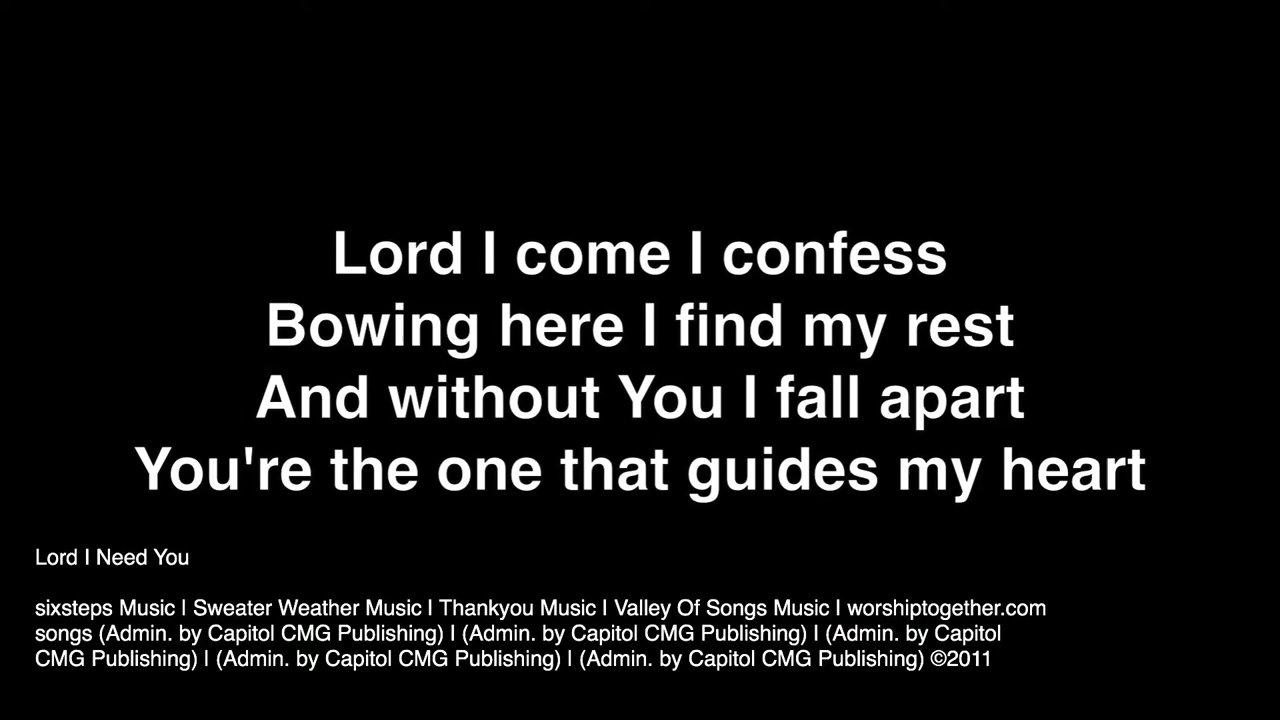 Lord I come I confess
Bowing here I find my rest
And without You I fall apart
You're the one that guides my heart
Lord I Need You
sixsteps Music | Sweater Weather Music | Thankyou Music | Valley Of Songs Music | worshiptogether.com
songs (Admin. by Capitol CMG Publishing) | (Admin. by Capitol CMG Publishing) | (Admin. by Capitol
CMG Publishing) | (Admin. by Capitol CMG Publishing) | (Admin. by Capitol CMG Publishing) ©2011